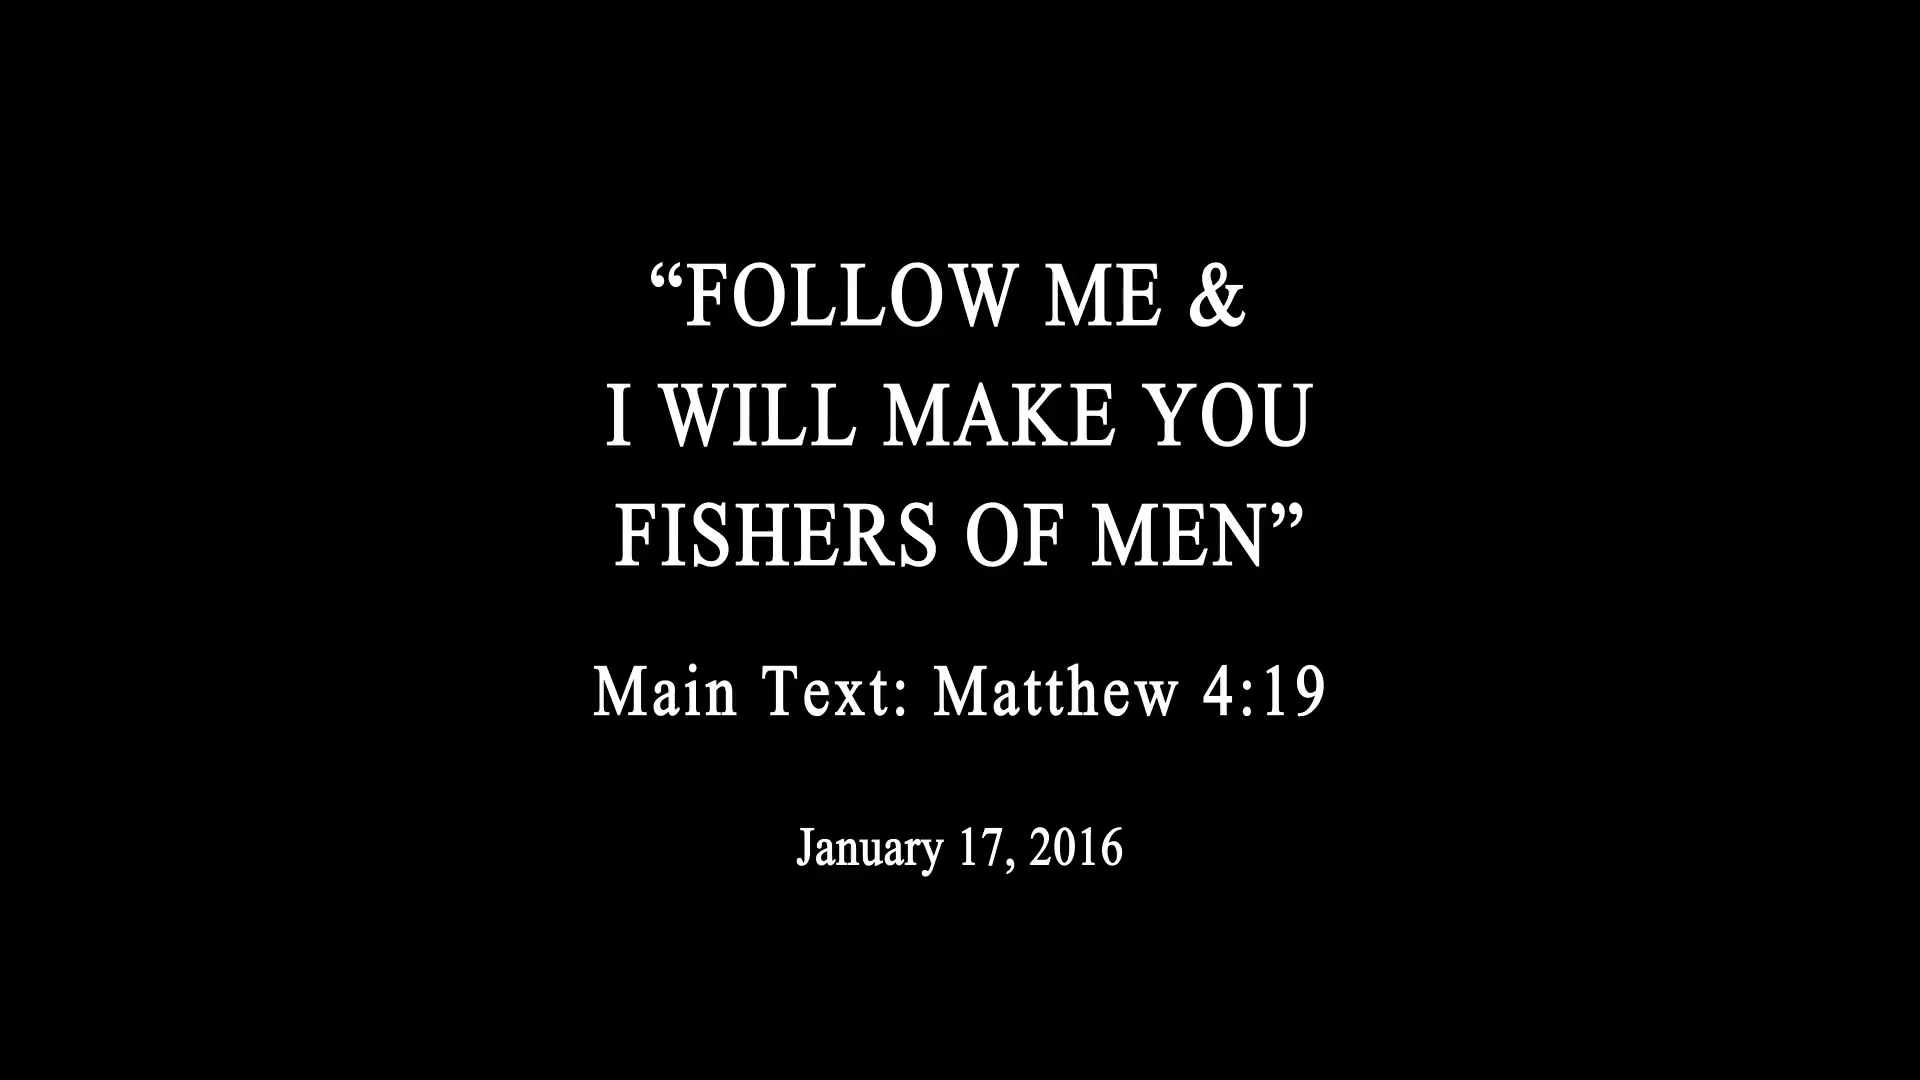 “FOLLOW ME &
I WILL MAKE YOU
FISHERS OF MEN”
Main Text: Matthew 4:19
January 17, 2016